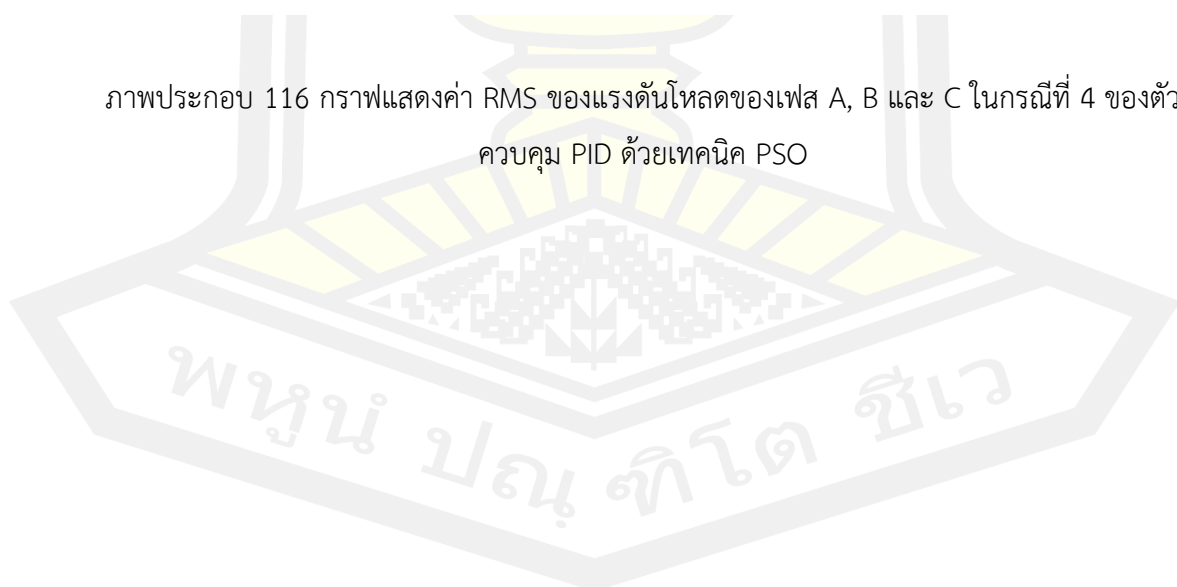 ภาพประกอบ 116 กราฟแสดงค่า RMS ของแรงดันโหลดของเฟส A, B และ C ในกรณีที่ 4 ของตัว
ควบคุม PID ด้วยเทคนิค PSO
พหูนํ ปณฺฑิโต ชีเว